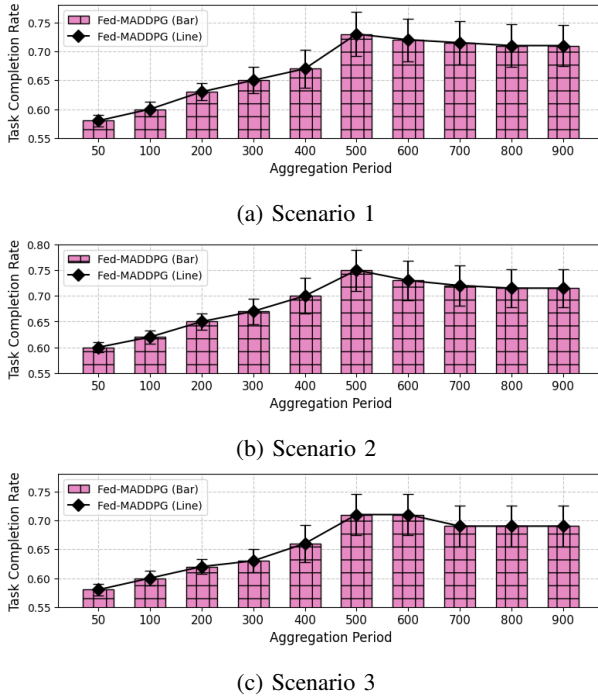 Fed-MADDPG (Bar)
Fed-MADDPG (Line)
Task Completion Rate
0.75
0.70
0.65
0.60
0.55
50 100 200 300 400 500 600 700 800 900
Aggregation Period
(a) Scenario 1
Fed-MADDPG (Bar)
Fed-MADDPG (Line)
Task Completion Rate
0.80
0.75
0.70
0.65
0.60
0.55
50 100 200 300 400 500 600 700 800 900
Aggregation Period
(b) Scenario 2
Fed-MADDPG (Bar)
Fed-MADDPG (Line)
Task Completion Rate
0.75
0.70
0.65
0.60
0.55
50 100 200 300 400 500 600 700 800 900
Aggregation Period
(c) Scenario 3